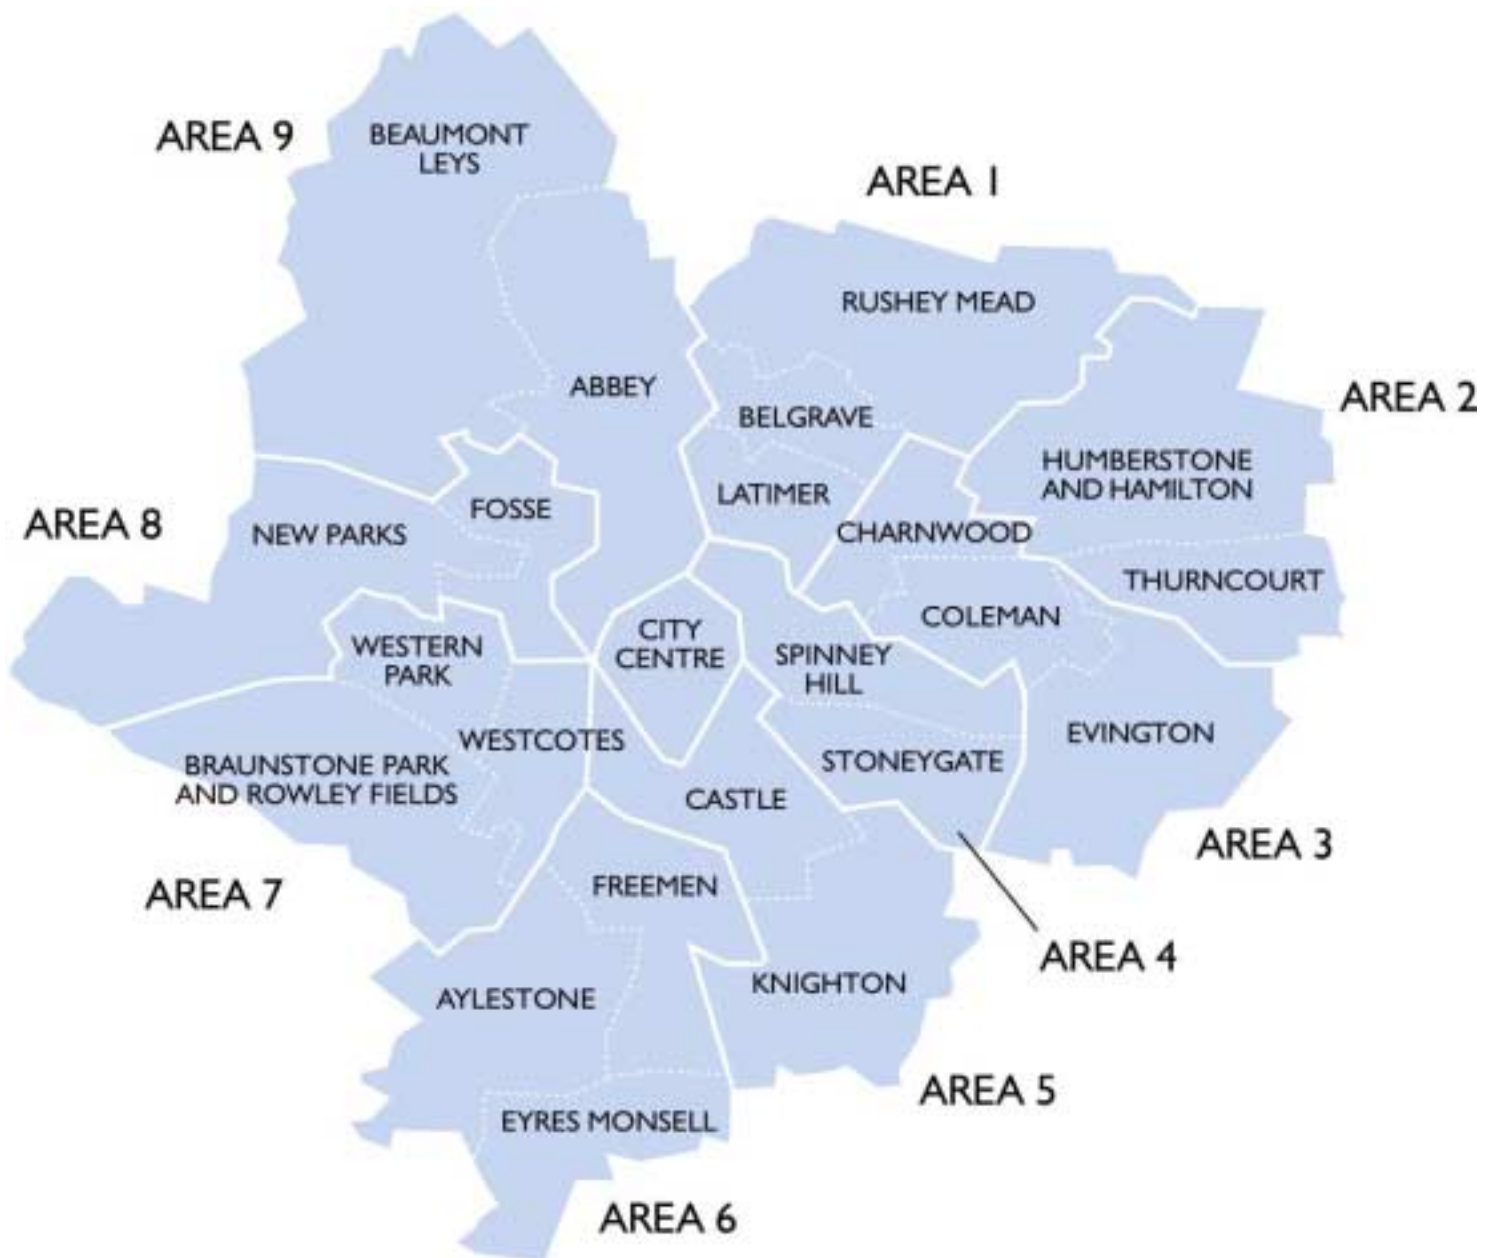 AREA 9
BEAUMONT
LEYS
AREA 1
RUSHEY MEAD
ABBEY
AREA 2
BELGRAVE
HUMBERSTONE
AND HAMILTON
LATIMER
FOSSE
AREA 8
NEW PARKS
CHARNWOOD
THURNCOURT
COLEMAN
CITY
CENTRE
WESTERN
PARK
SPINNEY
HILL
EVINGTON
WESTCOTES
STONEYGATE
BRAUNSTONE PARK
AND ROWLEY FIELDS
CASTLE
AREA 3
AREA 7
FREEMEN
AREA 4
KNIGHTON
AYLESTONE
AREA 5
EYRES MONSELL
AREA 6